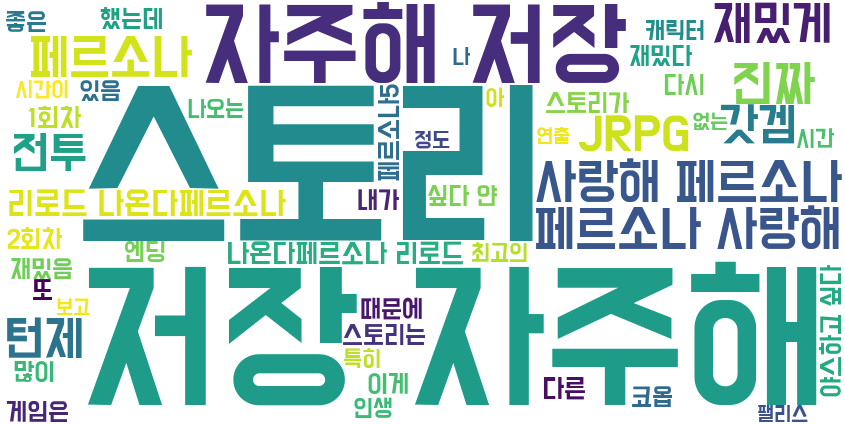 좋은
했는데
자주해 저장
캐릭터
재밌게
페르소나
나
재밌다
시간이
있음
나오는
페르소나5
아
스토리가
다시
진짜
1회차
스토리
정도
연출
JRPG
없는
갓겜
시간
전투
리로드 나온다페르소나
내가
싶다 얀
사랑해 페르소나
페르소나 사랑해
2회차
엔딩
나온다페르소나 리로드
최고의
재밌음
또
보고
저장 자주해
때문에
스토리는
턴제
특히
많이
이게
다른
코옵
야스하고 싶다
게임은
인생
팰리스